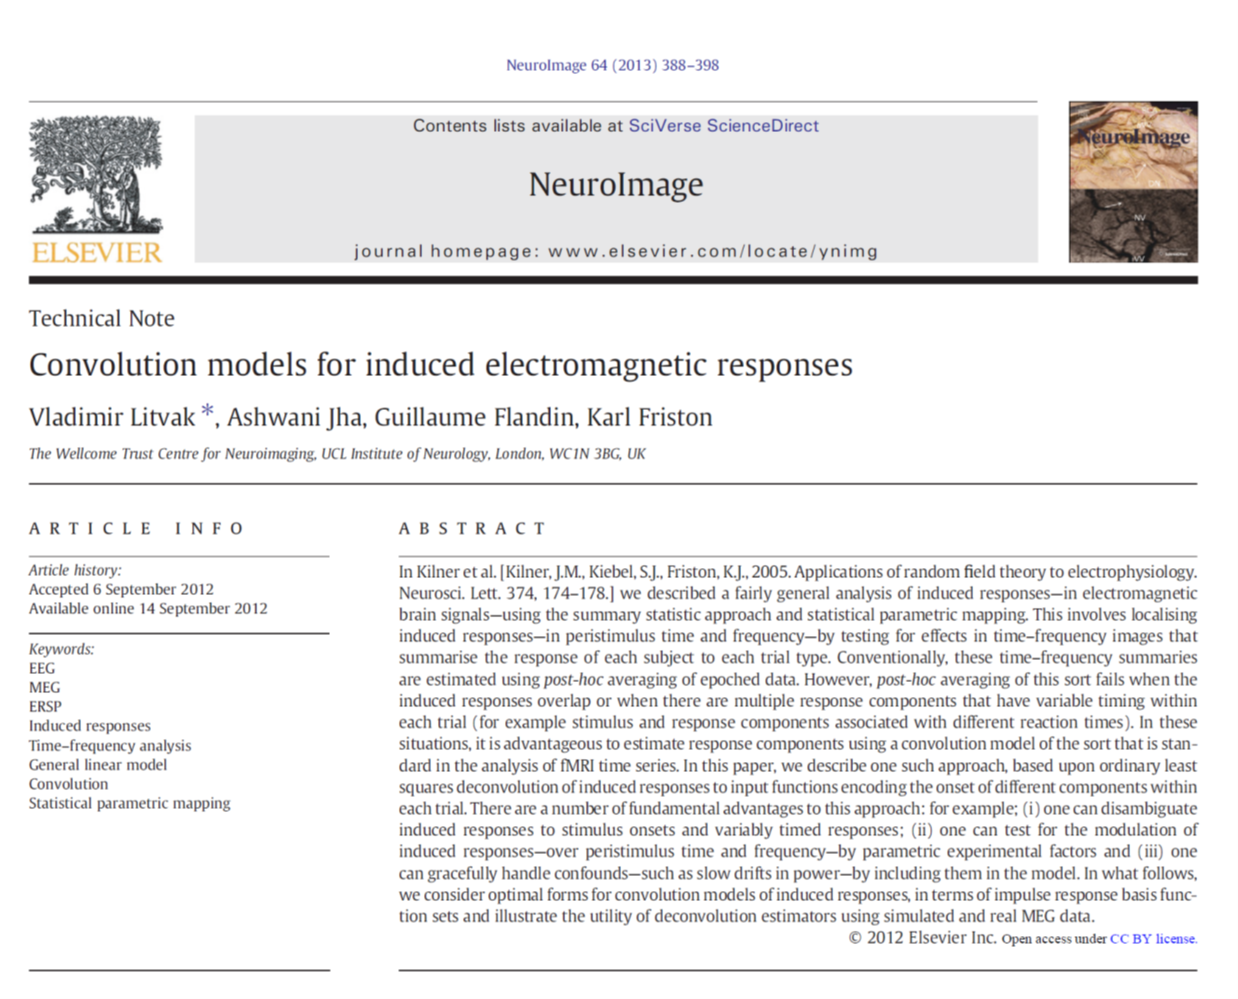 NeuroImage 64 (2013) 388–398
Contents lists available at SciVerse ScienceDirect
NeuroImage
journal homepage: www.elsevier.com/locate/ynimg
ELSEVIER
NeuroImage
NV
Technical Note
Convolution models for induced electromagnetic responses
Vladimir Litvak *, Ashwani Jha, Guillaume Flandin, Karl Friston
The Wellcome Trust Centre for Neuroimaging, UCL Institute of Neurology, London, WC1N 3BG, UK
ARTICLE INFO
Article history:
Accepted 6 September 2012
Available online 14 September 2012
Keywords:
EEG
MEG
ERSP
Induced responses
Time–frequency analysis
General linear model
Convolution
Statistical parametric mapping
ABSTRACT
In Kilner et al. [Kilner, J.M., Kiebel, S.J., Friston, K.J., 2005. Applications of random field theory to electrophysiology.
Neurosci. Lett. 374, 174–178.] we described a fairly general analysis of induced responses—in electromagnetic
brain signals—using the summary statistic approach and statistical parametric mapping. This involves localising
induced responses—in peristimulus time and frequency—by testing for effects in time–frequency images that
summarise the response of each subject to each trial type. Conventionally, these time–frequency summaries
are estimated using post-hoc averaging of epoched data. However, post-hoc averaging of this sort fails when the
induced responses overlap or when there are multiple response components that have variable timing within
each trial (for example stimulus and response components associated with different reaction times). In these
situations, it is advantageous to estimate response components using a convolution model of the sort that is stan-
dard in the analysis of fMRI time series. In this paper, we describe one such approach, based upon ordinary least
squares deconvolution of induced responses to input functions encoding the onset of different components within
each trial. There are a number of fundamental advantages to this approach: for example; (i) one can disambiguate
induced responses to stimulus onsets and variably timed responses; (ii) one can test for the modulation of
induced responses—over peristimulus time and frequency—by parametric experimental factors and (iii) one
can gracefully handle confounds—such as slow drifts in power—by including them in the model. In what follows,
we consider optimal forms for convolution models of induced responses, in terms of impulse response basis func-
tion sets and illustrate the utility of deconvolution estimators using simulated and real MEG data.
© 2012 Elsevier Inc. Open access under CC BY license.